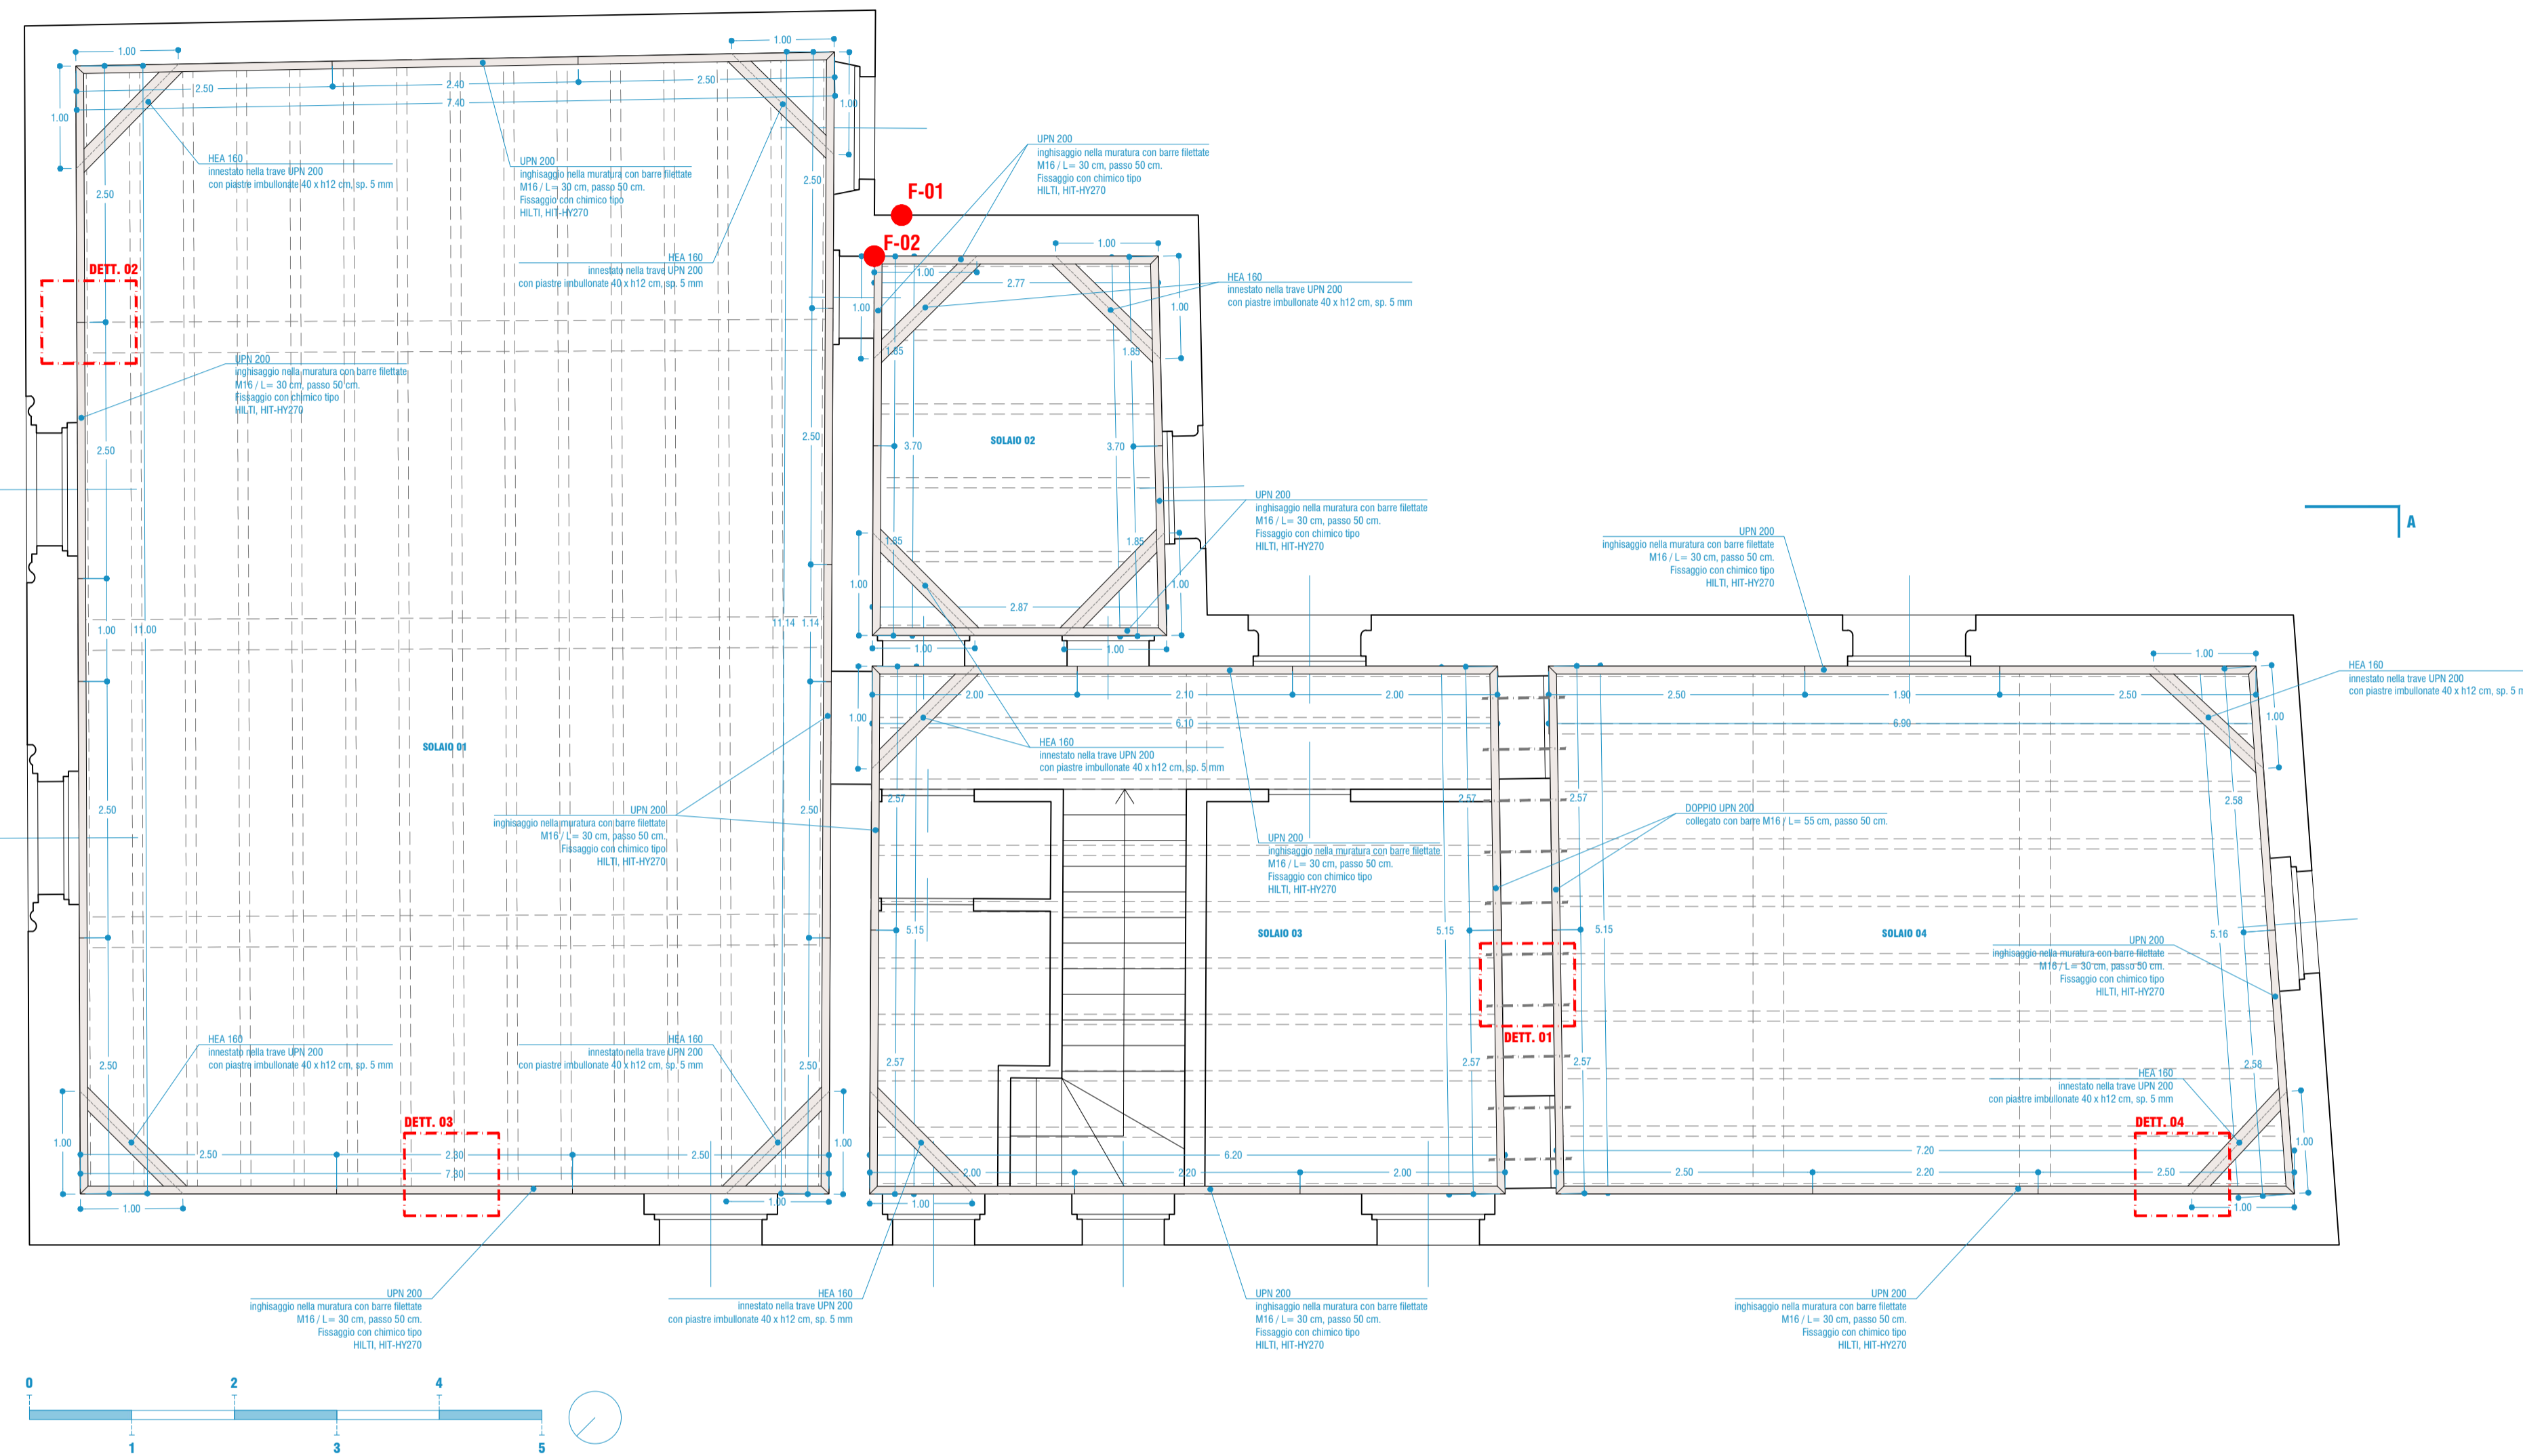 1.00
1.00
2.50
2.40
2.50
7.40
1.00
1.00
HEA 160
innestato nella trave UPN 200
con piastre imbullonate 40 x h12 cm, sp. 5 mm
UPN 200
inghisaggio nella muratura con barre filettate
M16 / L= 30 cm, passo 50 cm.
Fissaggio con chimico tipo
HILTI, HIT-HY270
UPN 200
inghisaggio nella muratura con barre filettate
M16 / L= 30 cm, passo 50 cm.
Fissaggio con chimico tipo
HILTI, HIT-HY270
2.50
2.50
F-01
F-02
HEA 160
innestato nella trave UPN 200
con piastre imbullonate 40 x h12 cm, sp. 5 mm
DETT. 02
1.00
1.00
2.77
1.00
1.00
HEA 160
innestato nella trave UPN 200
con piastre imbullonate 40 x h12 cm, sp. 5 mm
1.85
1.85
UPN 200
inghisaggio nella muratura con barre filettate
M16 / L= 30 cm, passo 50 cm.
Fissaggio con chimico tipo
HILTI, HIT-HY270
2.50
2.50
3.70
SOLAIO 02
3.70
1.85
1.85
UPN 200
inghisaggio nella muratura con barre filettate
M16 / L= 30 cm, passo 50 cm.
Fissaggio con chimico tipo
HILTI, HIT-HY270
UPN 200
inghisaggio nella muratura con barre filettate
M16 / L= 30 cm, passo 50 cm.
Fissaggio con chimico tipo
HILTI, HIT-HY270
A
1.00
1.00
2.87
1.00
1.00
1.00
11.00
11.14
1.14
SOLAIO 01
1.00
2.00
2.10
2.00
6.10
HEA 160
innestato nella trave UPN 200
con piastre imbullonate 40 x h12 cm, sp. 5 mm
2.50
1.90
2.50
6.90
1.00
1.00
HEA 160
innestato nella trave UPN 200
con piastre imbullonate 40 x h12 cm, sp. 5 m
2.50
2.50
2.57
2.57
2.57
2.58
UPN 200
inghisaggio nella muratura con barre filettate
M16 / L= 30 cm, passo 50 cm.
Fissaggio con chimico tipo
HILTI, HIT-HY270
UPN 200
inghisaggio nella muratura con barre filettate
M16 / L= 30 cm, passo 50 cm.
Fissaggio con chimico tipo
HILTI, HIT-HY270
DOPPIO UPN 200
collegato con barre M16 / L= 55 cm, passo 50 cm.
5.15
SOLAIO 03
5.15
5.15
SOLAIO 04
5.16
UPN 200
inghisaggio nella muratura con barre filettate
M16 / L= 30 cm, passo 50 cm.
Fissaggio con chimico tipo
HILTI, HIT-HY270
DETT. 01
HEA 160
innestato nella trave UPN 200
con piastre imbullonate 40 x h12 cm, sp. 5 mm
HEA 160
innestato nella trave UPN 200
con piastre imbullonate 40 x h12 cm, sp. 5 mm
2.50
2.50
2.57
2.57
2.57
2.58
HEA 160
innestato nella trave UPN 200
con piastre imbullonate 40 x h12 cm, sp. 5 mm
DETT. 03
DETT. 04
1.00
2.50
2.30
2.50
7.30
1.00
1.00
1.00
6.20
2.00
2.20
2.00
1.00
7.20
2.50
2.20
2.50
1.00
1.00
UPN 200
inghisaggio nella muratura con barre filettate
M16 / L= 30 cm, passo 50 cm.
Fissaggio con chimico tipo
HILTI, HIT-HY270
HEA 160
innestato nella trave UPN 200
con piastre imbullonate 40 x h12 cm, sp. 5 mm
UPN 200
inghisaggio nella muratura con barre filettate
M16 / L= 30 cm, passo 50 cm.
Fissaggio con chimico tipo
HILTI, HIT-HY270
UPN 200
inghisaggio nella muratura con barre filettate
M16 / L= 30 cm, passo 50 cm.
Fissaggio con chimico tipo
HILTI, HIT-HY270
0
2
4
1
3
5